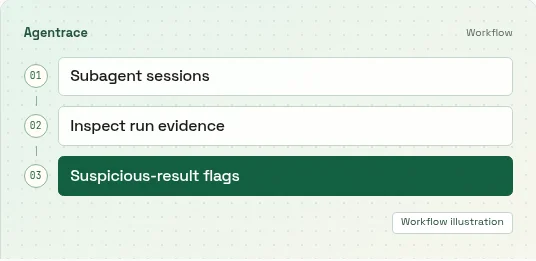 Agentrace
Workflow
01
Subagent sessions
02
Inspect run evidence
03
Suspicious-result flags
Workflow illustration